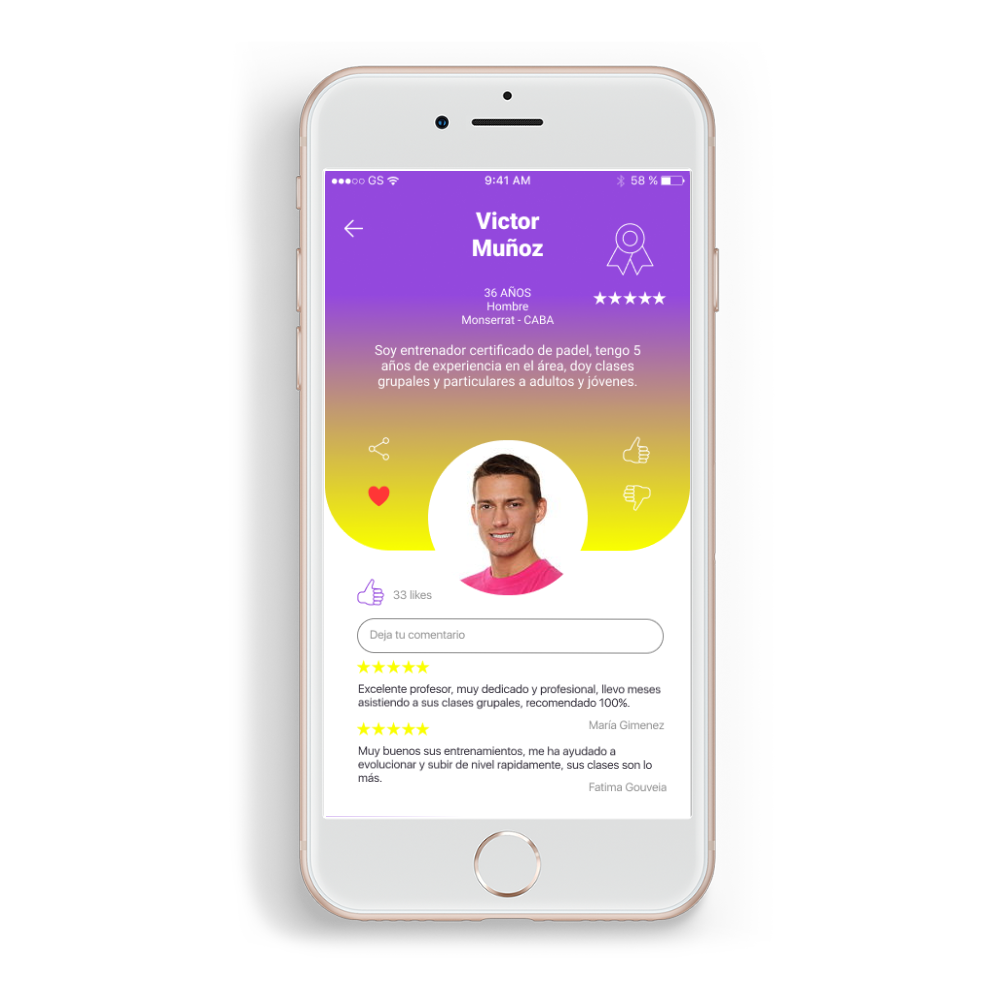 GS 9:41 AM 58 %
Victor
Muñoz
36 AÑOS
Hombre
Monserrat - CABA
Soy entrenador certificado de padel, tengo 5
años de experiencia en el área, doy clases
grupales y particulares a adultos y jóvenes.
33 likes
Deja tu comentario
Excelente profesor, muy dedicado y profesional, llevo meses
asistiendo a sus clases grupales, recomendado 100%.
María Gimenez
Muy buenos sus entrenamientos, me ha ayudado a
evolucionar y subir de nivel rapidamente, sus clases son lo
más.
Fatima Gouveia